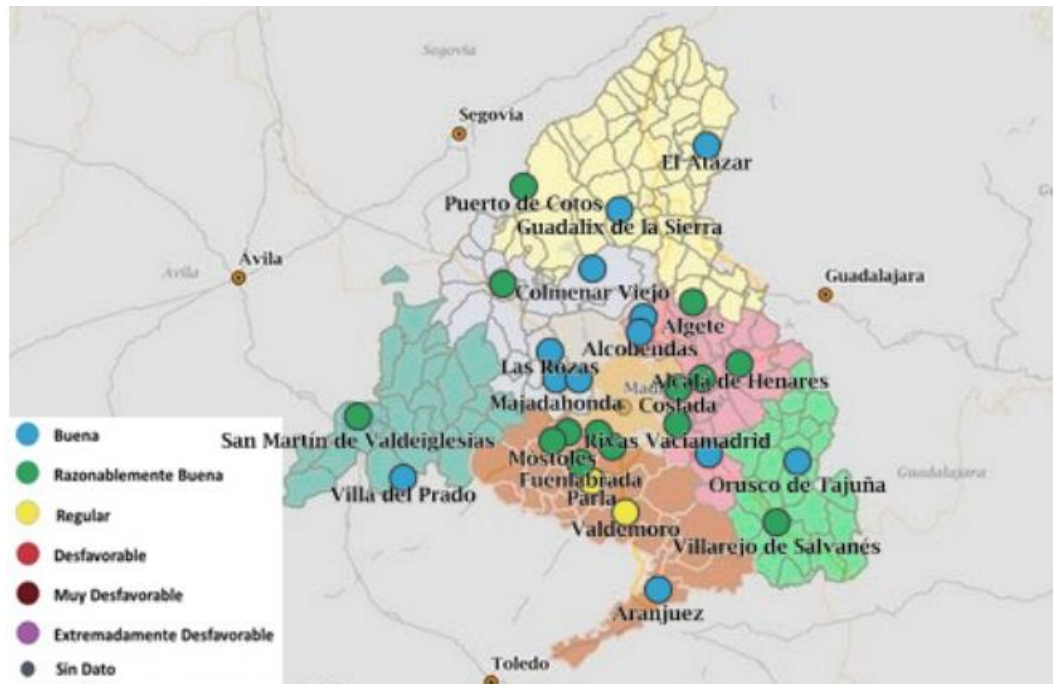 Segovia
Segovia
El Atazar
Puerto de Cotos
Guadalix de la Sierra
Ávila
Ávila
Guadalajara
Colmenar Viejo
Algete
Alcobendas
Las Rozas
Alcalá de Henares
Majadahonda
Coslada
San Martín de Valdeiglesias
Rivas Vaciamadrid
Guadalajara
Mostoles
Fuenlabrada
Orusco de Tajuña
Villa del Prado
Parla
Valdemoro
Villarejo de Salvanés
Aranjuez
Toledo
Buena
Razonablemente Buena
Regular
Desfavorable
Muy Desfavorable
Extremadamente Desfavorable
Sin Dato